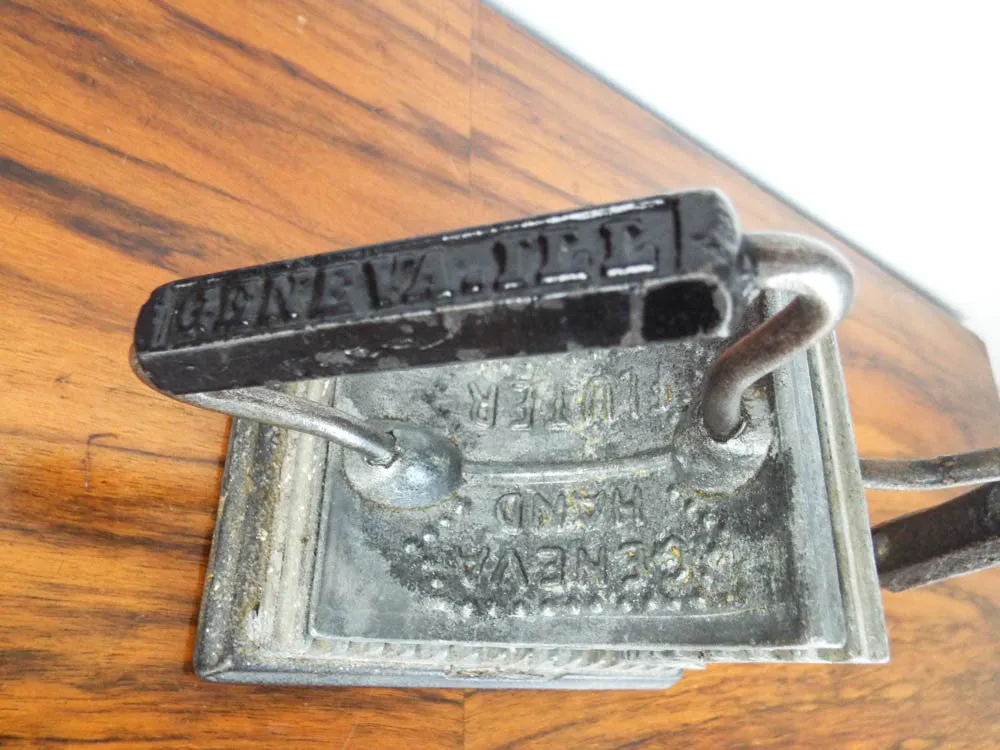 GENEVA. ILL
GENEVA
HAND
FLUTER